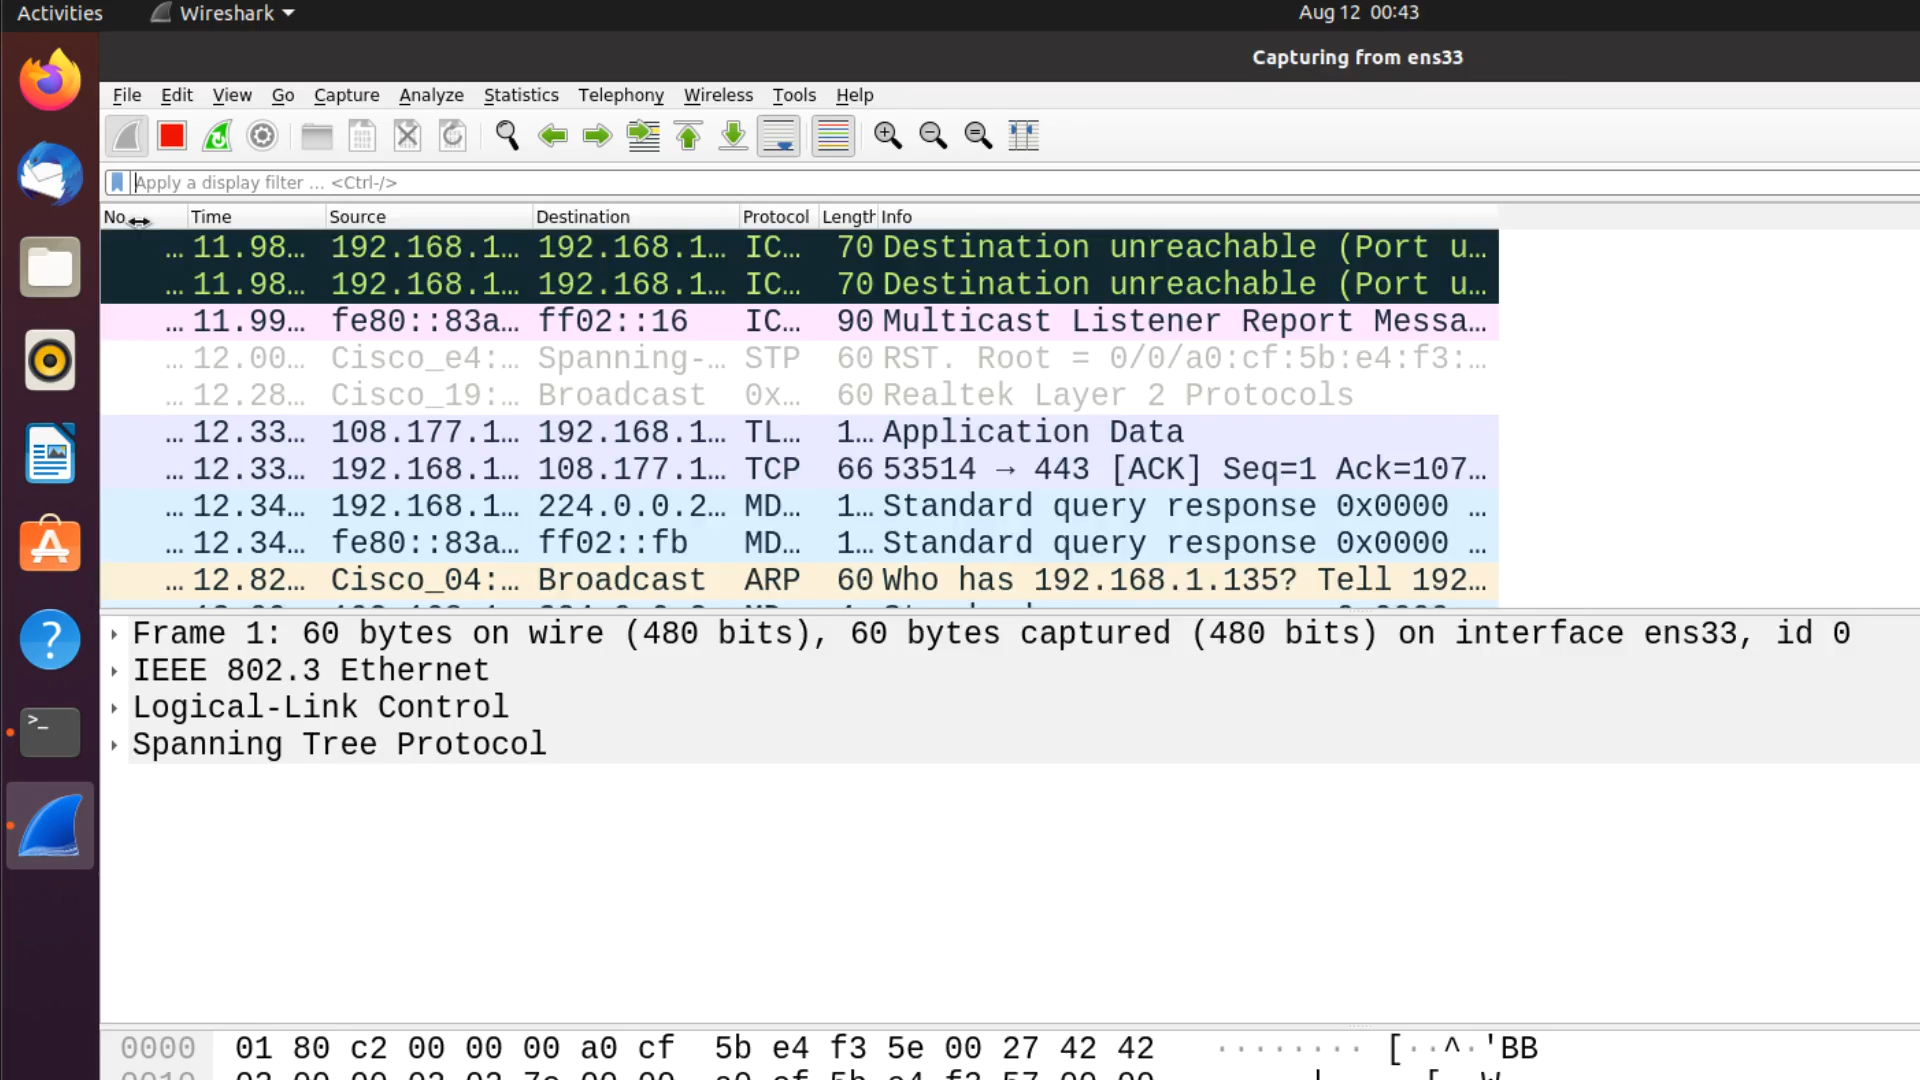 Activities Wireshark Aug 12 00:43
Capturing from ens33
File Edit View Go Capture Analyze Statistics Telephony Wireless Tools Help
Apply a display filter … <Ctrl-/>
No. Time Source Destination Protocol Length Info
… 11.98… 192.168.1… 192.168.1… IC… 70 Destination unreachable (Port u…
… 11.98… 192.168.1… 192.168.1… IC… 70 Destination unreachable (Port u…
… 11.99… fe80::83a… ff02::16 IC… 90 Multicast Listener Report Messa…
… 12.00… Cisco_e4:… Spanning-… STP 60 RST. Root = 0/0/a0:cf:5b:e4:f3:…
… 12.28… Cisco_19:… Broadcast 0x… 60 Realtek Layer 2 Protocols
… 12.33… 108.177.1… 192.168.1… TL… 1… Application Data
… 12.33… 192.168.1… 108.177.1… TCP 66 53514 → 443 [ACK] Seq=1 Ack=107…
… 12.34… 192.168.1… 224.0.0.2… MD… 1… Standard query response 0x0000 …
… 12.34… fe80::83a… ff02::fb MD… 1… Standard query response 0x0000 …
… 12.82… Cisco_04:… Broadcast ARP 60 Who has 192.168.1.135? Tell 192…
Frame 1: 60 bytes on wire (480 bits), 60 bytes captured (480 bits) on interface ens33, id 0
IEEE 802.3 Ethernet
Logical-Link Control
Spanning Tree Protocol
0000 01 80 c2 00 00 00 a0 cf 5b e4 f3 5e 00 27 42 42 ········ [··^·'BB